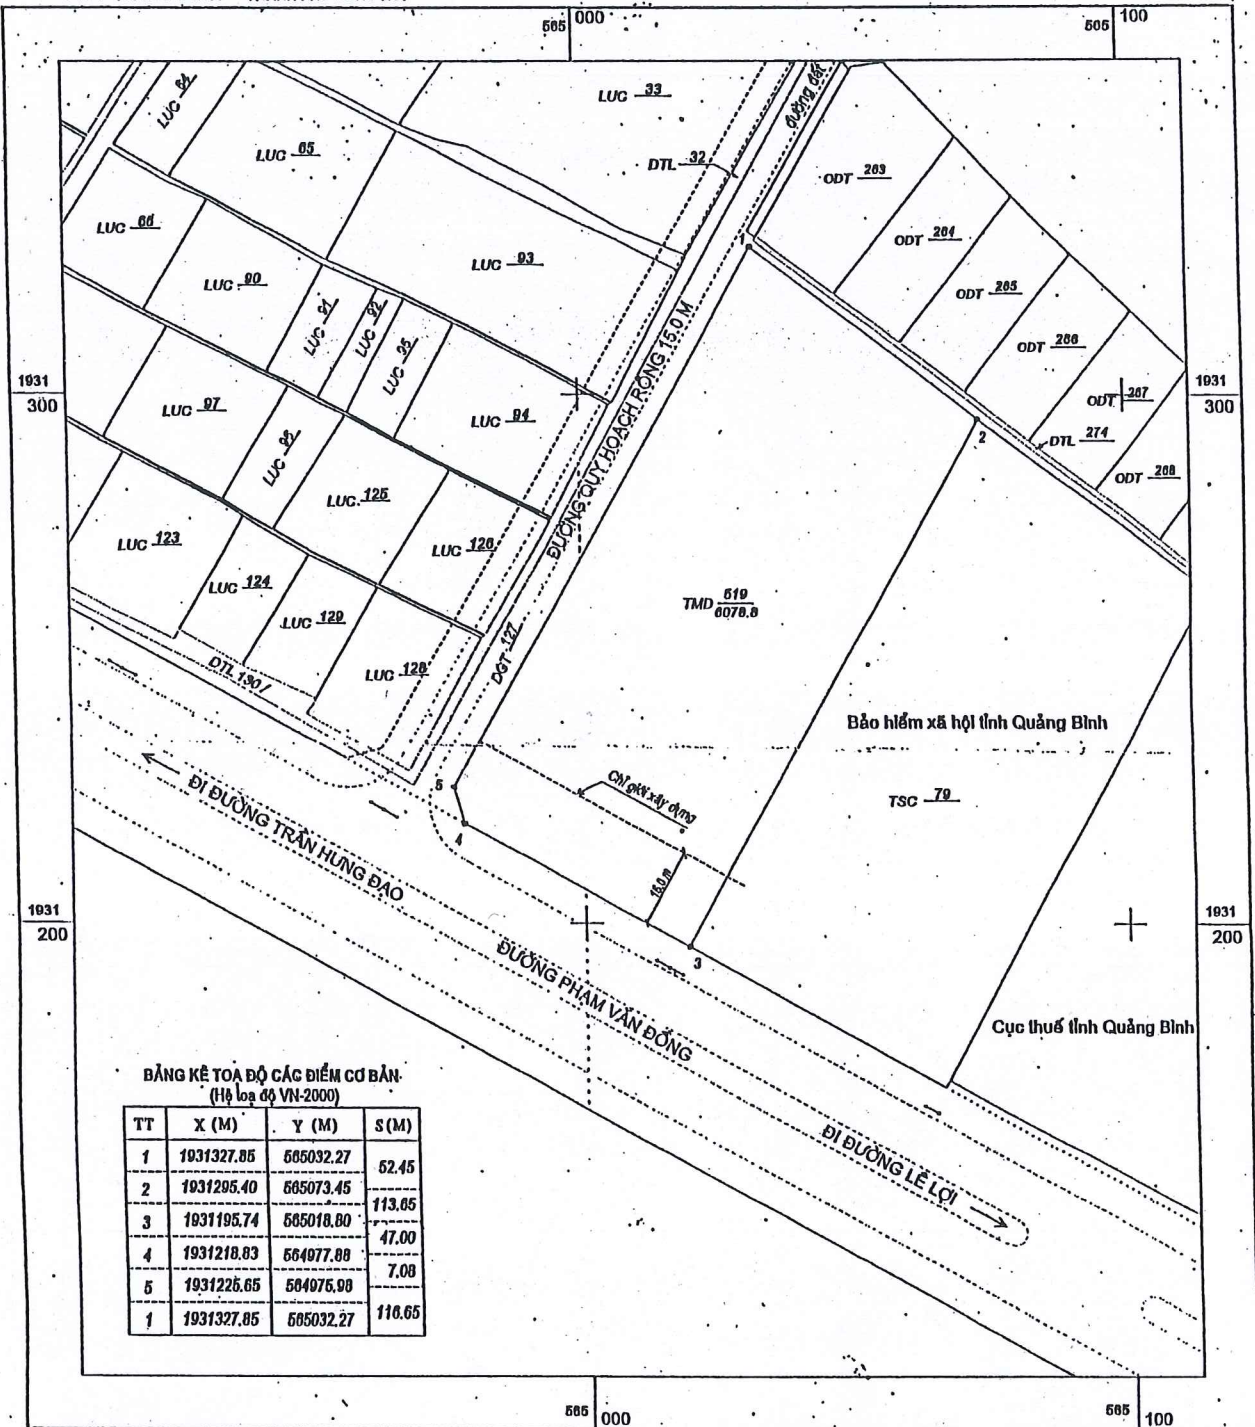 565 000
565 100
LUC 64
LUC 65
LUC 33
đường đất
DTL 32
ODT 263
LUC 66
LUC 90
LUC 93
1
ODT 264
ODT 265
LUC 91
LUC 92
LUC 95
ODT 266
1931
300
LUC 97
LUC 94
ĐƯỜNG QUY HOẠCH RỘNG 15.0 M
ODT 267
1931
300
2
DTL 274
ODT 268
LUC 125
LUC 123
LUC 126
LUC 124
LUC 129
TMD 519
6078,8
DGT 127
LUC 128
DTL 130
Bảo hiểm xã hội tỉnh Quảng Bình
5
Chỉ giới xây dựng
TSC 79
ĐI ĐƯỜNG TRẦN HƯNG ĐẠO
4
15.0 m
1931
200
1931
200
3
ĐƯỜNG PHẠM VĂN ĐỒNG
Cục thuế tỉnh Quảng Bình
BẢNG KÊ TOẠ ĐỘ CÁC ĐIỂM CƠ BẢN
(Hệ toạ độ VN-2000)
TT X (M) Y (M) S(M)
1 1931327.85 565032.27
52.45
2 1931295.40 565073.45
113.65
3 1931195.74 565018.80
47.00
4 1931218.83 564977.88
7.08
5 1931225.65 564975.98
116.65
1 1931327.85 565032.27
ĐI ĐƯỜNG LÊ LỢI
565 000
565 100